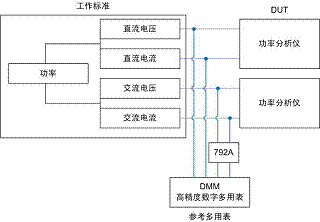 工作标准
DUT
直流电压
直流电流
功率
交流电压
交流电流
功率分析仪
功率分析仪
792A
DMM
高精度数字多用表
参考多用表